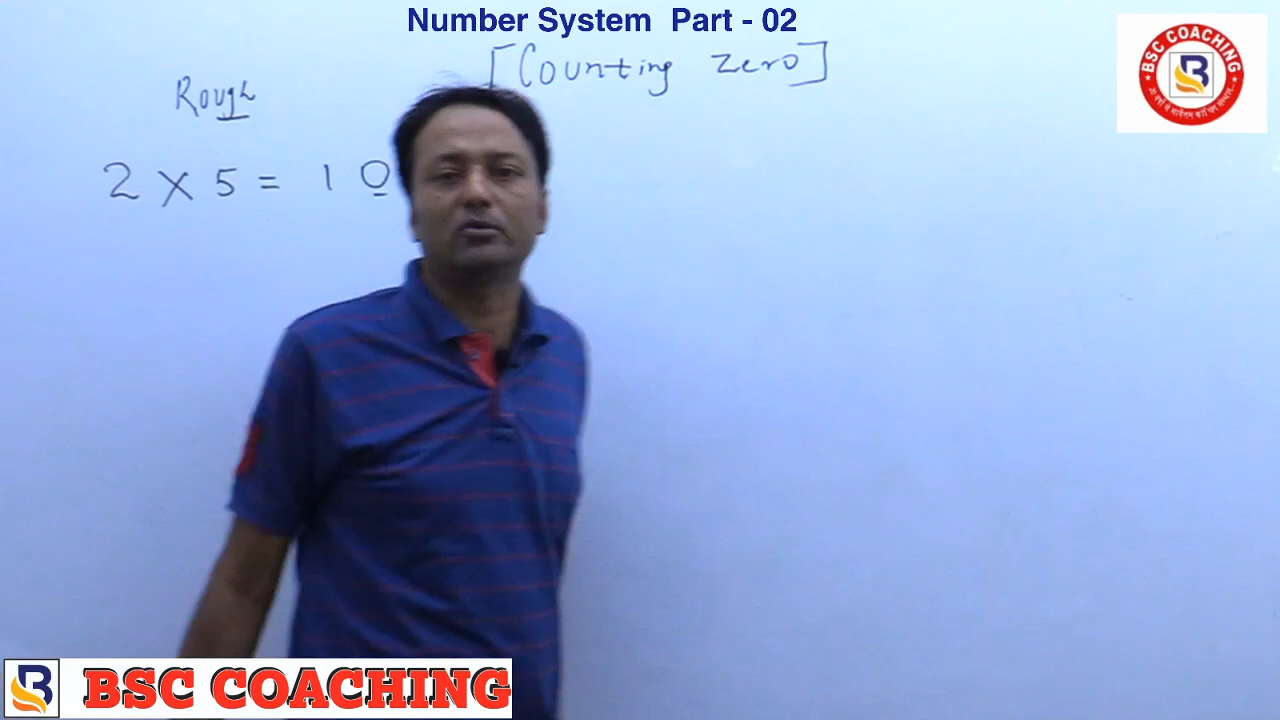 Number System Part - 02
[Counting Zero]
Rough
2 X 5 = 10
BSC COACHING
B
B
BSC COACHING